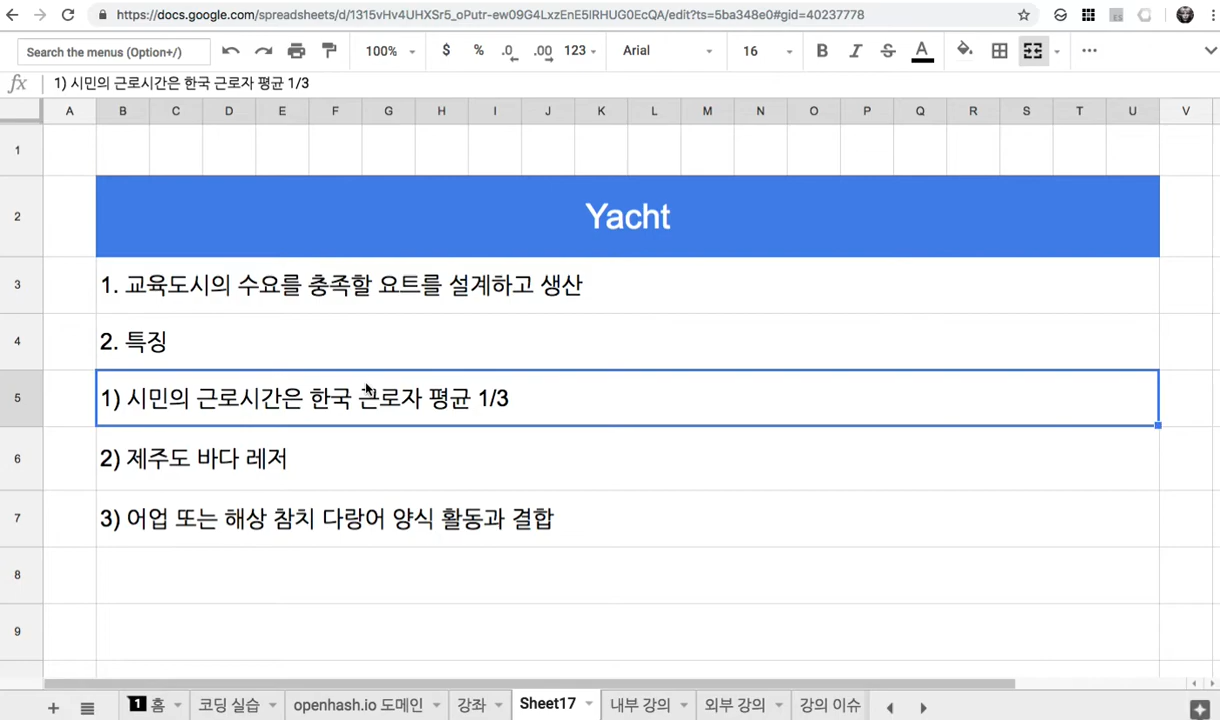 https://docs.google.com/spreadsheets/d/1315vHv4UHXSr5_oPutr-ew09G4LxzEnE5lRHUG0EcQA/edit?ts=5ba348e0#gid=40237778
Search the menus (Option+/) 100% $ % .0 .00 123 Arial 16 B I S A
fx 1) 시민의 근로시간은 한국 근로자 평균 1/3
A B C D E F G H I J K L M N O P Q R S T U V
1
2 Yacht
3 1. 교육도시의 수요를 충족할 요트를 설계하고 생산
4 2. 특징
5 1) 시민의 근로시간은 한국 근로자 평균 1/3
6 2) 제주도 바다 레저
7 3) 어업 또는 해상 참치 다랑어 양식 활동과 결합
8
9
1 홈 코딩 실습 openhash.io 도메인 강좌 Sheet17 내부 강의 외부 강의 강의 이슈